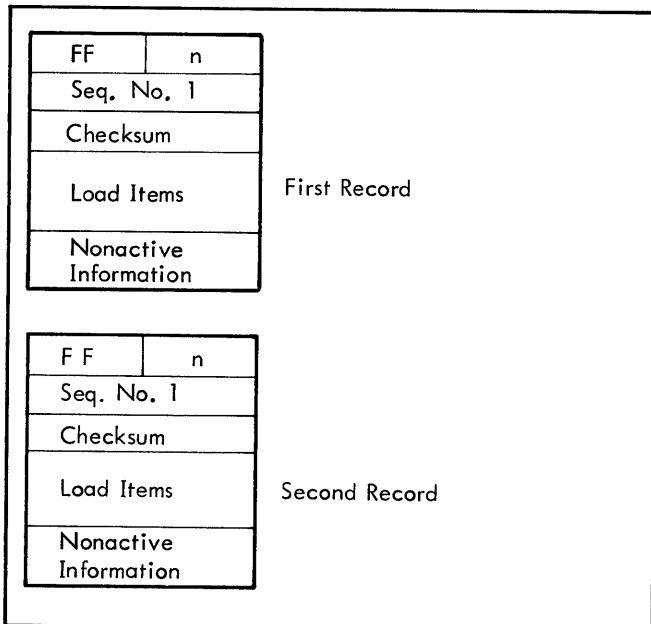 FF n
Seq. No. 1
Checksum
Load Items
First Record
Nonactive
Information
F F n
Seq. No. 1
Checksum
Load Items
Second Record
Nonactive
Information